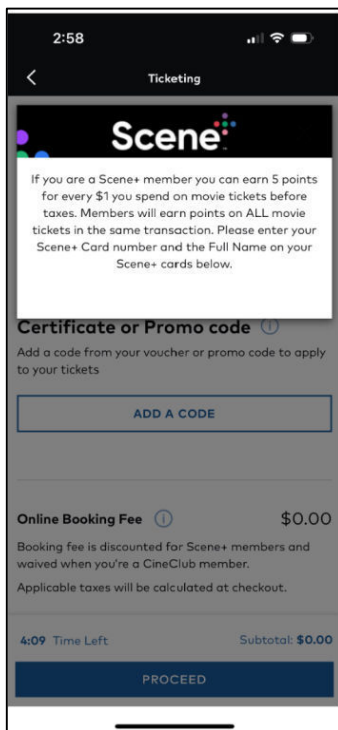 2:58
Ticketing
Scene+
If you are a Scene+ member you can earn 5 points
for every $1 you spend on movie tickets before
taxes. Members will earn points on ALL movie
tickets in the same transaction. Please enter your
Scene+ Card number and the Full Name on your
Scene+ cards below.
Certificate or Promo code
Add a code from your voucher or promo code to apply
to your tickets
ADD A CODE
Online Booking Fee $0.00
Booking fee is discounted for Scene+ members and
waived when you're a CineClub member.
Applicable taxes will be calculated at checkout.
4:09 Time Left Subtotal: $0.00
PROCEED